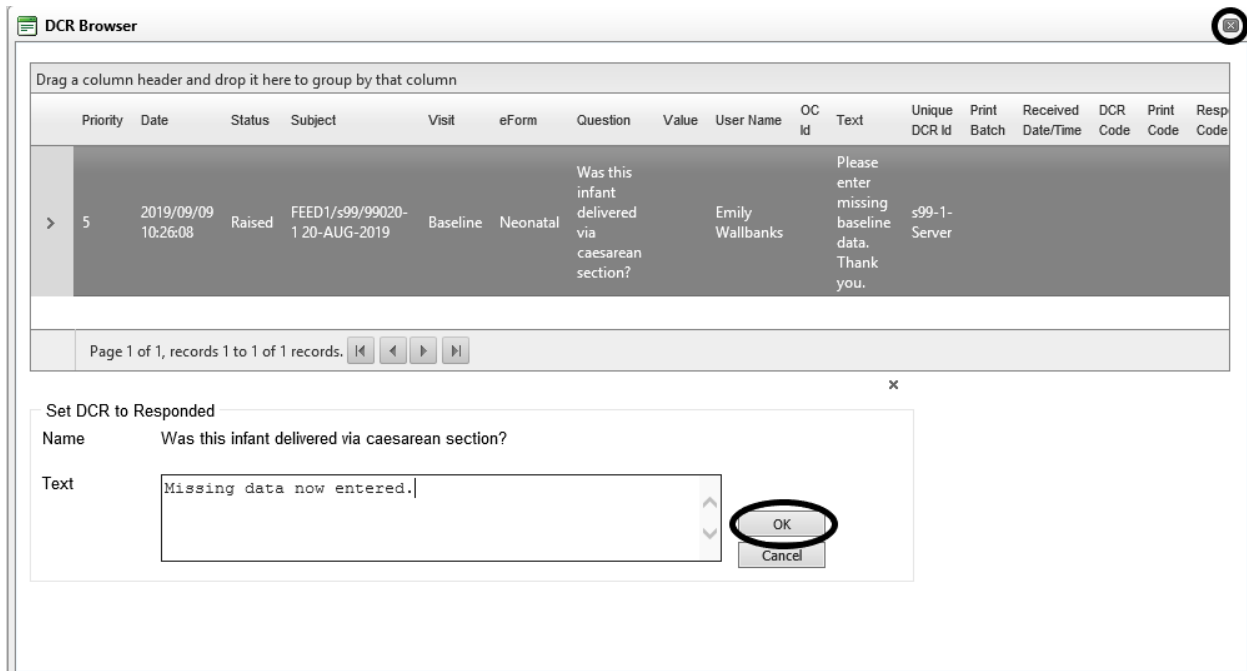 DCR Browser
Drag a column header and drop it here to group by that column
Priority Date Status Subject Visit eForm Question Value User Name OC Id Text Unique DCR Id Print Batch Received Date/Time DCR Code Print Code Resp Code
5
2019/09/09
10:26:08
Raised
FEED1/s99/99020-
1 20-AUG-2019
Baseline
Neonatal
Was this
infant
delivered
via
caesarean
section?
Emily
Wallbanks
Please
enter
missing
baseline
data.
Thank
you.
s99-1-
Server
Page 1 of 1, records 1 to 1 of 1 records.
Set DCR to Responded
Name Was this infant delivered via caesarean section?
Text
Missing data now entered.
OK
Cancel